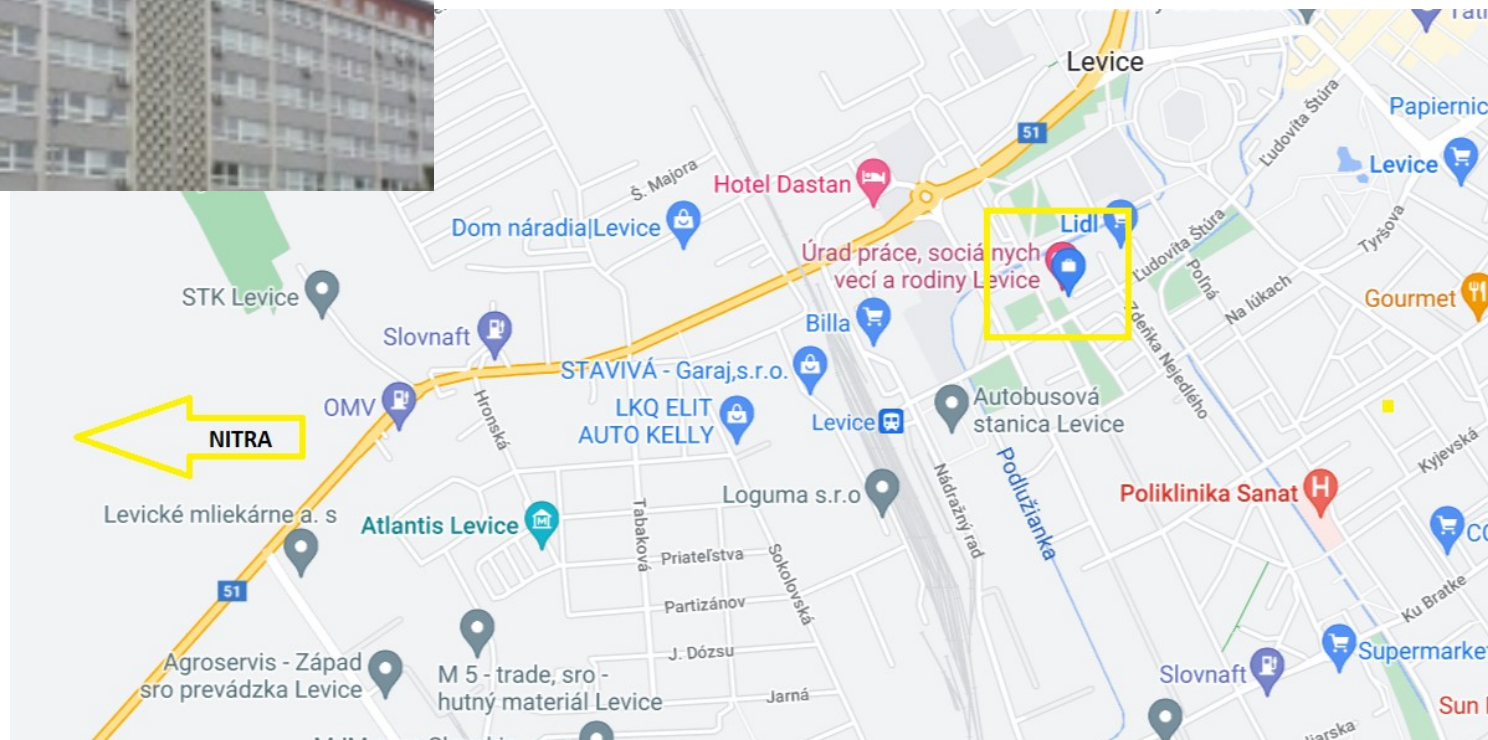 Levice
51
Ľudovíta Štúra
Papiernic
Levice
Š. Majora
Hotel Dastan
Dom náradia|Levice
Lidl
Úrad práce, sociálnych
vecí a rodiny Levice
Ľudovíta Štúra
Poľná
Tyršova
Na lúkach
Gourmet
STK Levice
Slovnaft
Billa
Zdeňka Nejedlého
STAVIVÁ - Garaj,s.r.o.
OMV
Hronská
LKQ ELIT
AUTO KELLY
Levice
Autobusová
stanica Levice
NITRA
Kyjevská
Levické mliekárne a. s
Atlantis Levice
Tabaková
Loguma s.r.o
Nádražný rad
Podlužianka
Poliklinika Sanat
H
Priateľstva
Sokolovská
Partizánov
51
Ku Bratke
J. Dózsu
Agroservis - Západ
sro prevádzka Levice
M 5 - trade, sro -
hutný materiál Levice
Jarná
Slovnaft
Supermarke
Sun